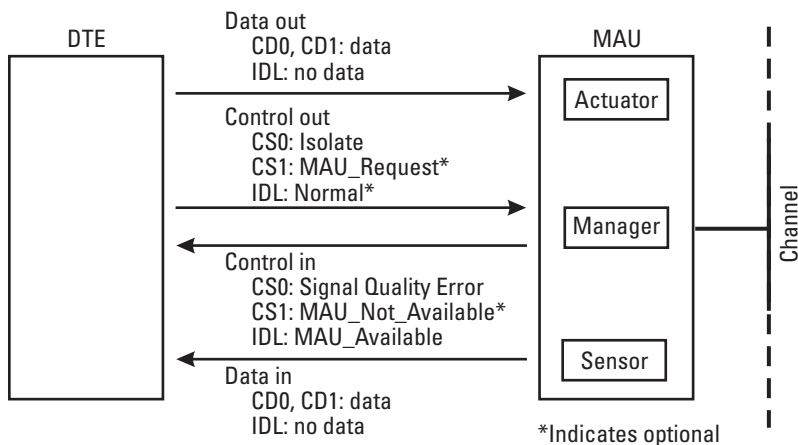 DTE
Data out
CD0, CD1: data
IDL: no data
Control out
CS0: Isolate
CS1: MAU_Request*
IDL: Normal*
Control in
CS0: Signal Quality Error
CS1: MAU_Not_Available*
IDL: MAU_Available
Data in
CD0, CD1: data
IDL: no data
MAU
Actuator
Manager
Sensor
Channel
*Indicates optional